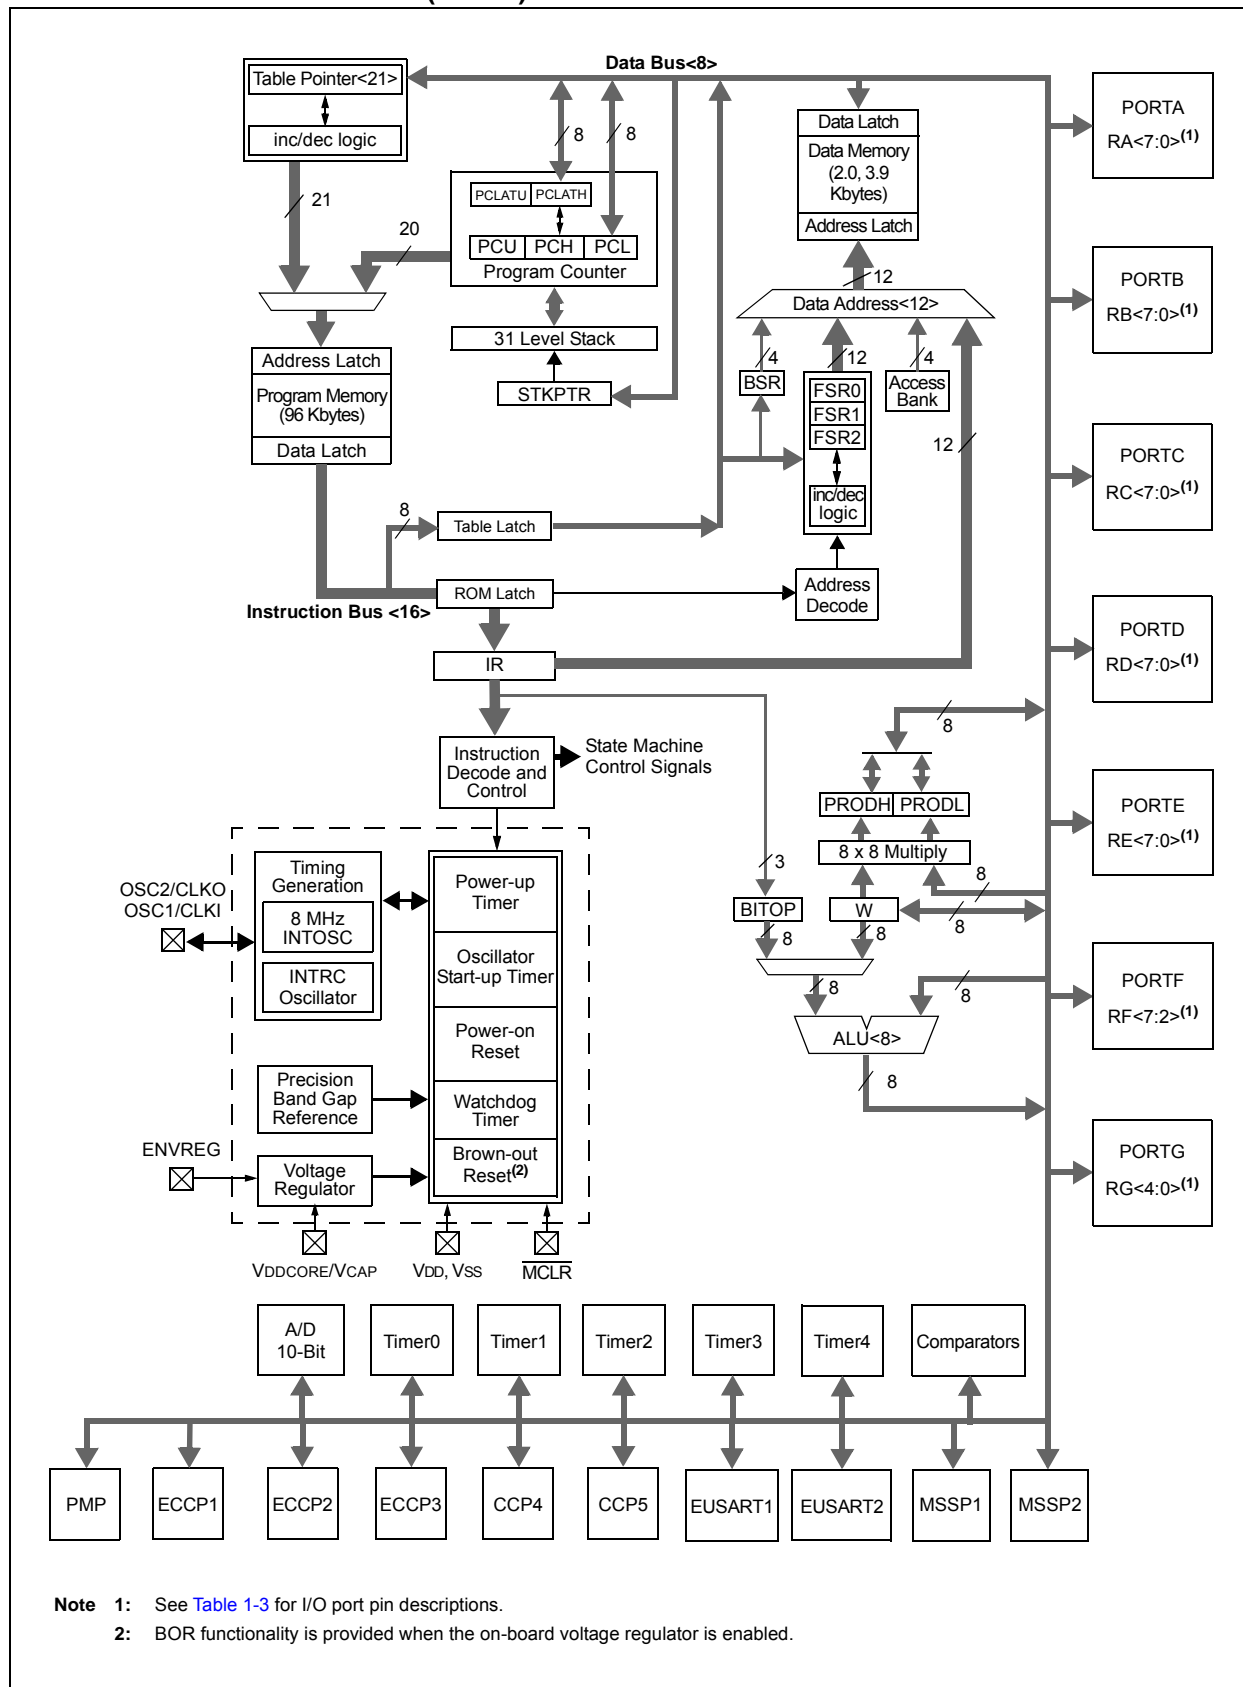 Data Bus<8>
Table Pointer<21>
inc/dec logic
21
8
8
PCLATU PCLATH
20
PCU PCH PCL
Program Counter
31 Level Stack
STKPTR
Address Latch
Program Memory
(96 Kbytes)
Data Latch
8
Table Latch
ROM Latch
Instruction Bus <16>
IR
Data Latch
Data Memory
(2.0, 3.9
Kbytes)
Address Latch
12
Data Address<12>
4
12
4
BSR
FSR0
FSR1
FSR2
inc/dec
logic
Access
Bank
12
Address
Decode
Instruction
Decode and
Control
State Machine
Control Signals
8
PRODH PRODL
8 x 8 Multiply
3
8
BITOP
W
8
8
8
8
8
ALU<8>
8
OSC2/CLKO
OSC1/CLKI
Timing
Generation
8 MHz
INTOSC
INTRC
Oscillator
Power-up
Timer
Oscillator
Start-up Timer
Power-on
Reset
Watchdog
Timer
Brown-out
Reset(2)
Precision
Band Gap
Reference
ENVREG
Voltage
Regulator
VDDCORE/VCAP
VDD, VSS
MCLR
PORTA
RA<7:0>(1)
PORTB
RB<7:0>(1)
PORTC
RC<7:0>(1)
PORTD
RD<7:0>(1)
PORTE
RE<7:0>(1)
PORTF
RF<7:2>(1)
PORTG
RG<4:0>(1)
A/D
10-Bit
Timer0
Timer1
Timer2
Timer3
Timer4
Comparators
PMP
ECCP1
ECCP2
ECCP3
CCP4
CCP5
EUSART1
EUSART2
MSSP1
MSSP2
Note 1: See Table 1-3 for I/O port pin descriptions.
2: BOR functionality is provided when the on-board voltage regulator is enabled.